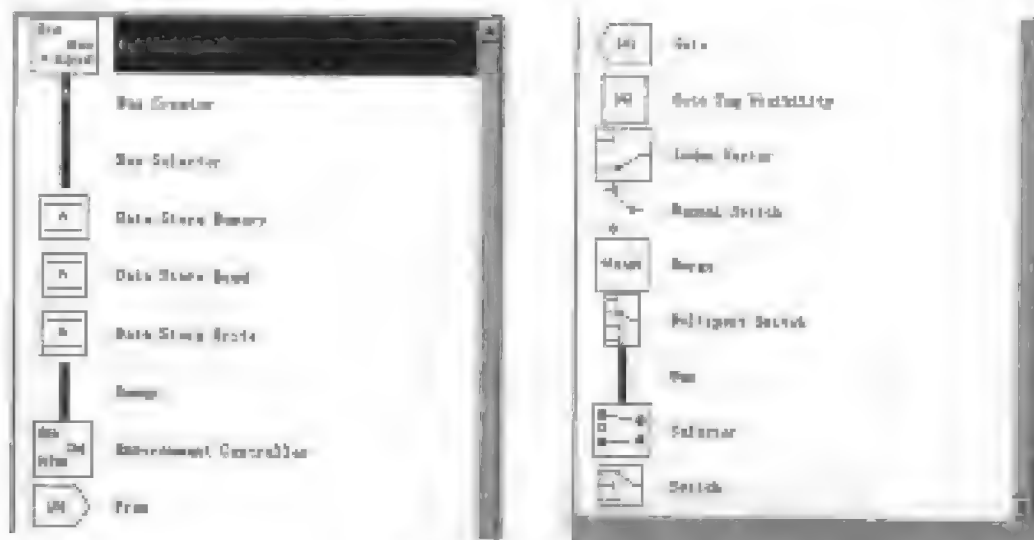 Bus Creator
Bus Selector
A
Data Store Memory
A
Data Store Read
A
Data Store Write
Demux
Environment Controller
[A]
From
[A]
Goto
Goto Tag Visibility
Index Vector
Manual Switch
Merge
Merge
Multiport Switch
Mux
Selector
Switch